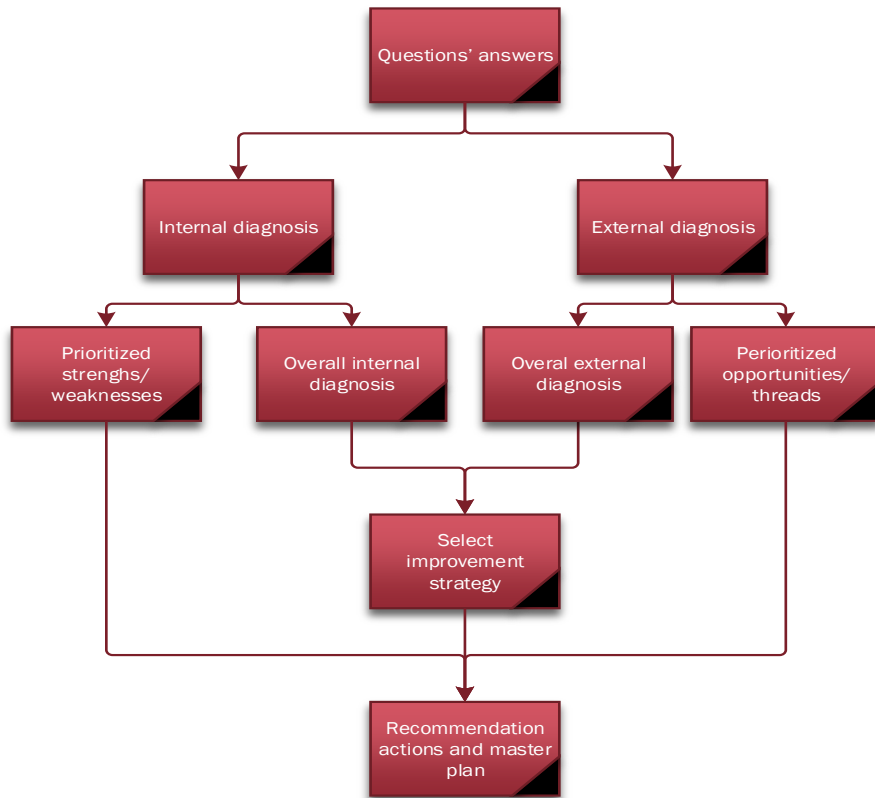 Questions' answers
Internal diagnosis
External diagnosis
Prioritized
strenghs/
weaknesses
Overall internal
diagnosis
Overal external
diagnosis
Perioritized
opportunities/
threads
Select
improvement
strategy
Recommendation
actions and master
plan